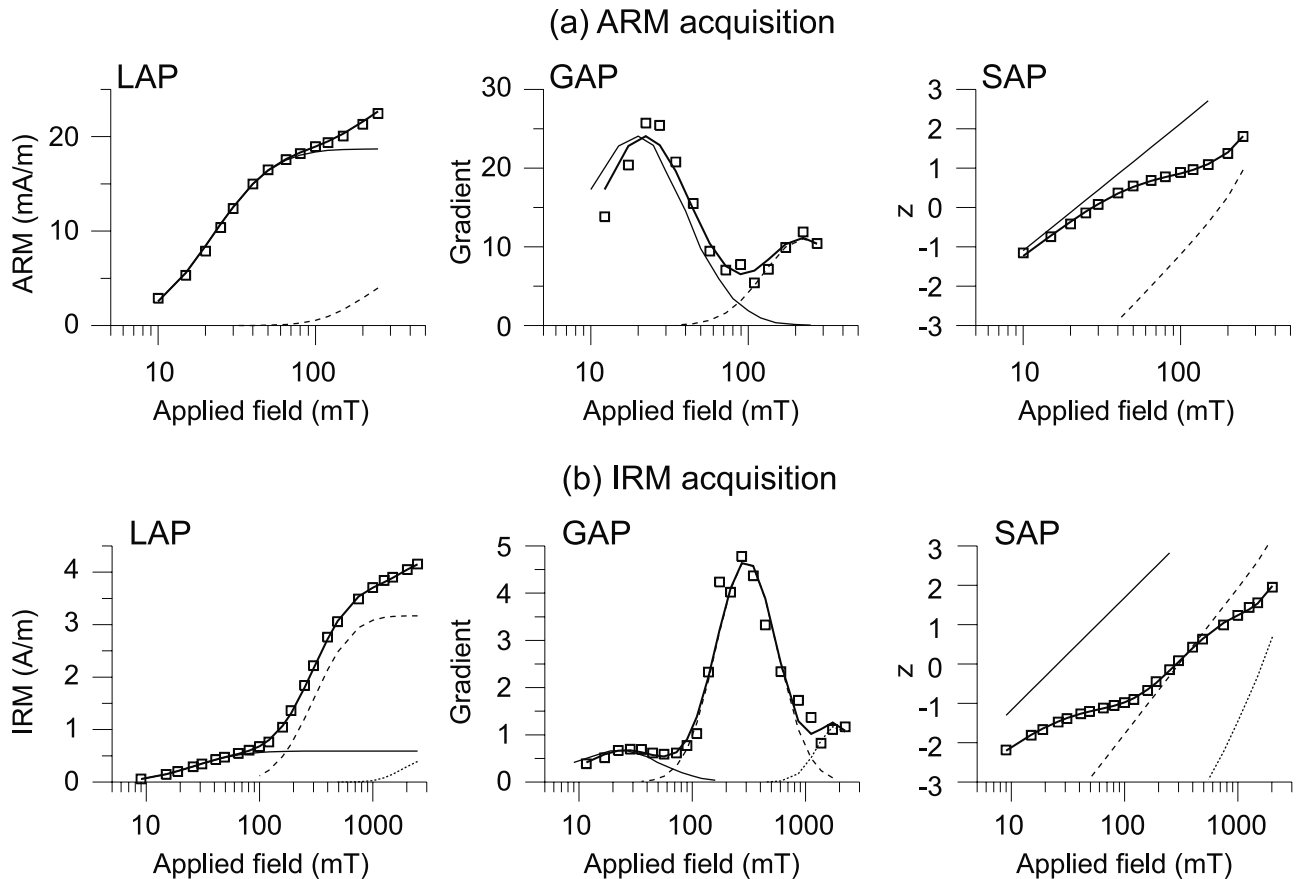 (a) ARM acquisition
LAP
GAP
SAP
ARM (mA/m)
20
10
0
10 100
Applied field (mT)
Gradient
30
20
10
0
10 100
Applied field (mT)
z
3
2
1
0
-1
-2
-3
10 100
Applied field (mT)
(b) IRM acquisition
LAP
GAP
SAP
IRM (A/m)
4
3
2
1
0
10 100 1000
Applied field (mT)
Gradient
5
4
3
2
1
0
10 100 1000
Applied field (mT)
z
3
2
1
0
-1
-2
-3
10 100 1000
Applied field (mT)